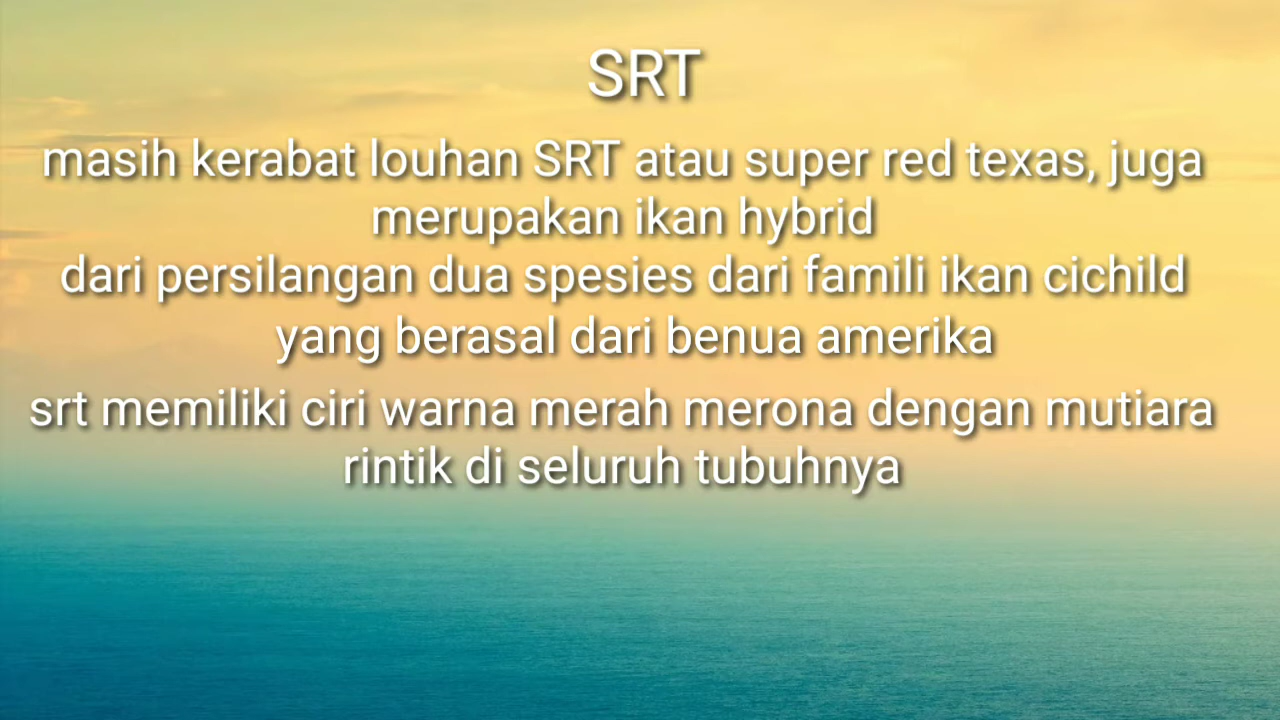 SRT
masih kerabat louhan SRT atau super red texas, juga
merupakan ikan hybrid
dari persilangan dua spesies dari famili ikan cichild
yang berasal dari benua amerika
srt memiliki ciri warna merah merona dengan mutiara
rintik di seluruh tubuhnya